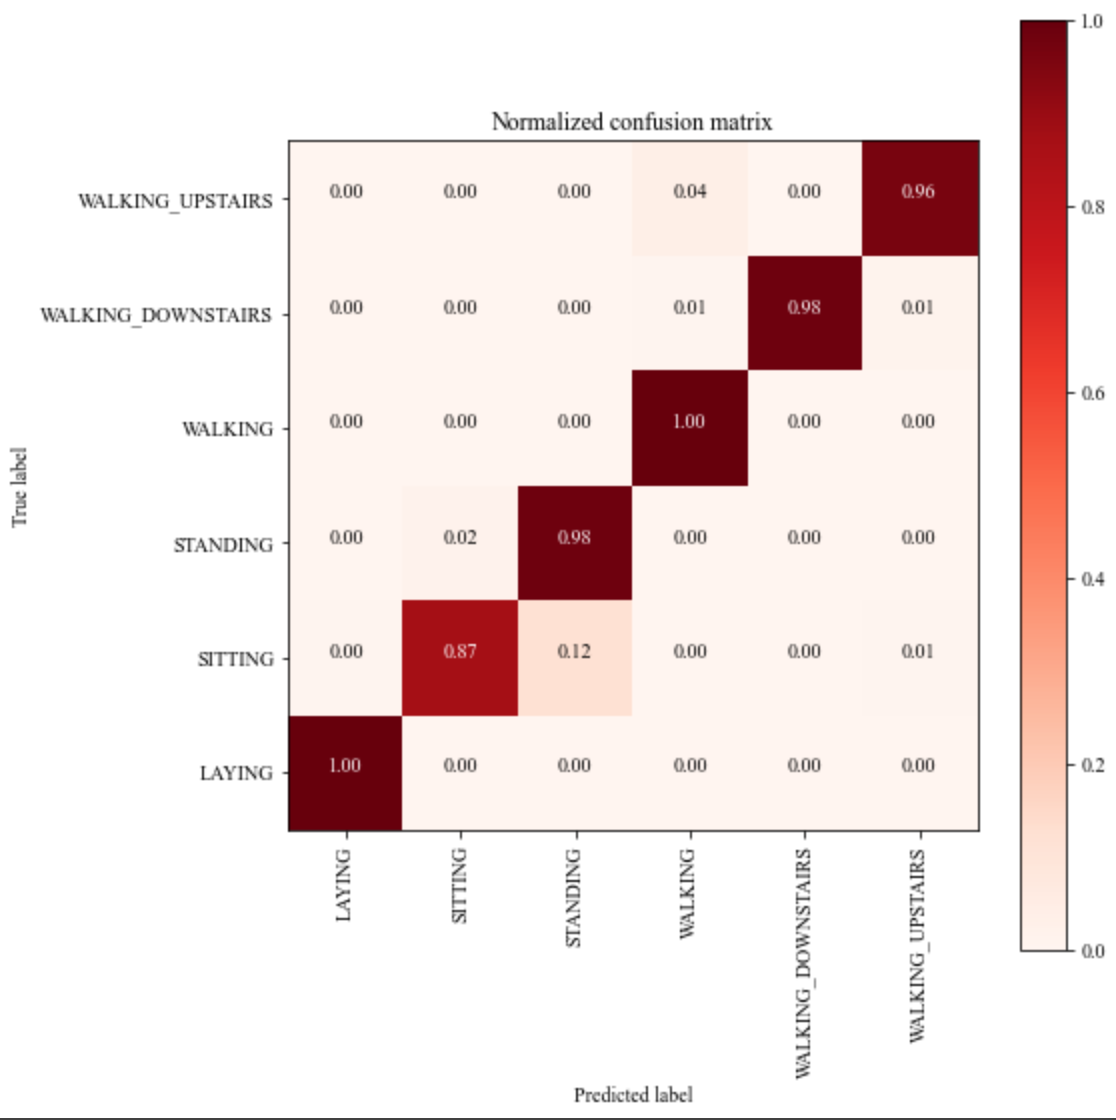 Normalized confusion matrix
WALKING_UPSTAIRS 0.00 0.00 0.00 0.04 0.00 0.96
WALKING_DOWNSTAIRS 0.00 0.00 0.00 0.01 0.98 0.01
WALKING 0.00 0.00 0.00 1.00 0.00 0.00
STANDING 0.00 0.02 0.98 0.00 0.00 0.00
SITTING 0.00 0.87 0.12 0.00 0.00 0.01
LAYING 1.00 0.00 0.00 0.00 0.00 0.00
True label
LAYING
SITTING
STANDING
WALKING
WALKING_DOWNSTAIRS
WALKING_UPSTAIRS
Predicted label
1.0
0.8
0.6
0.4
0.2
0.0